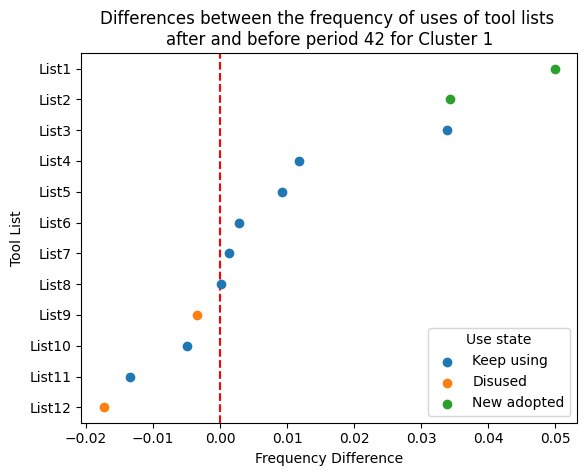 Differences between the frequency of uses of tool lists
after and before period 42 for Cluster 1
List1
List2
List3
List4
List5
List6
List7
List8
List9
List10
List11
List12
Tool List
Use state
Keep using
Disused
New adopted
−0.02
−0.01
0.00
0.01
0.02
0.03
0.04
0.05
Frequency Difference